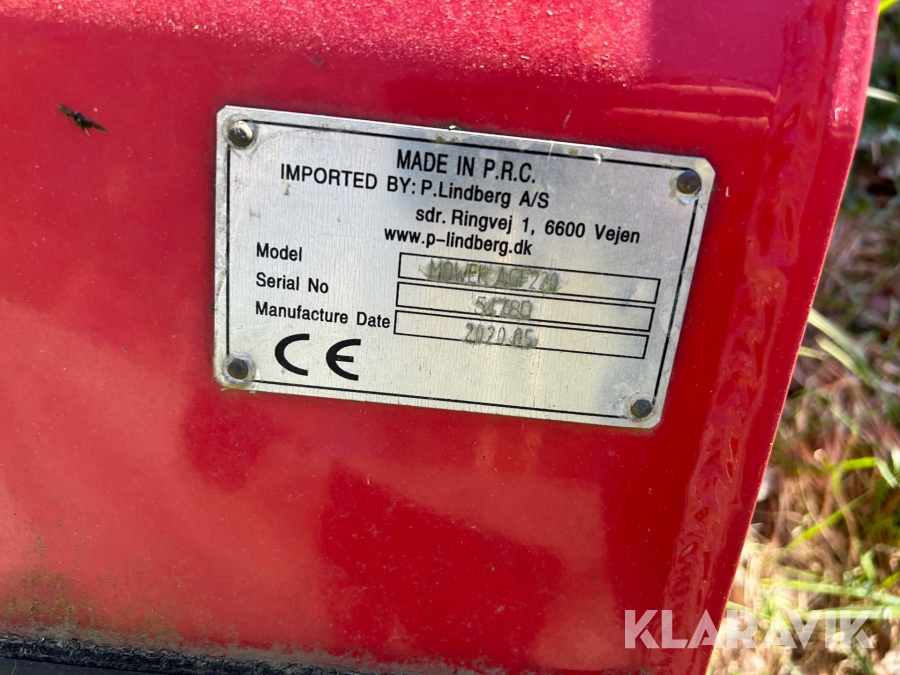 MADE IN P.R.C.
IMPORTED BY: P.Lindberg A/S
sdr. Ringvej 1, 6600 Vejen
www.p-lindberg.dk
Model MOWER AGF220
Serial No 54780
Manufacture Date 2020.05
CE
KLARAVIK